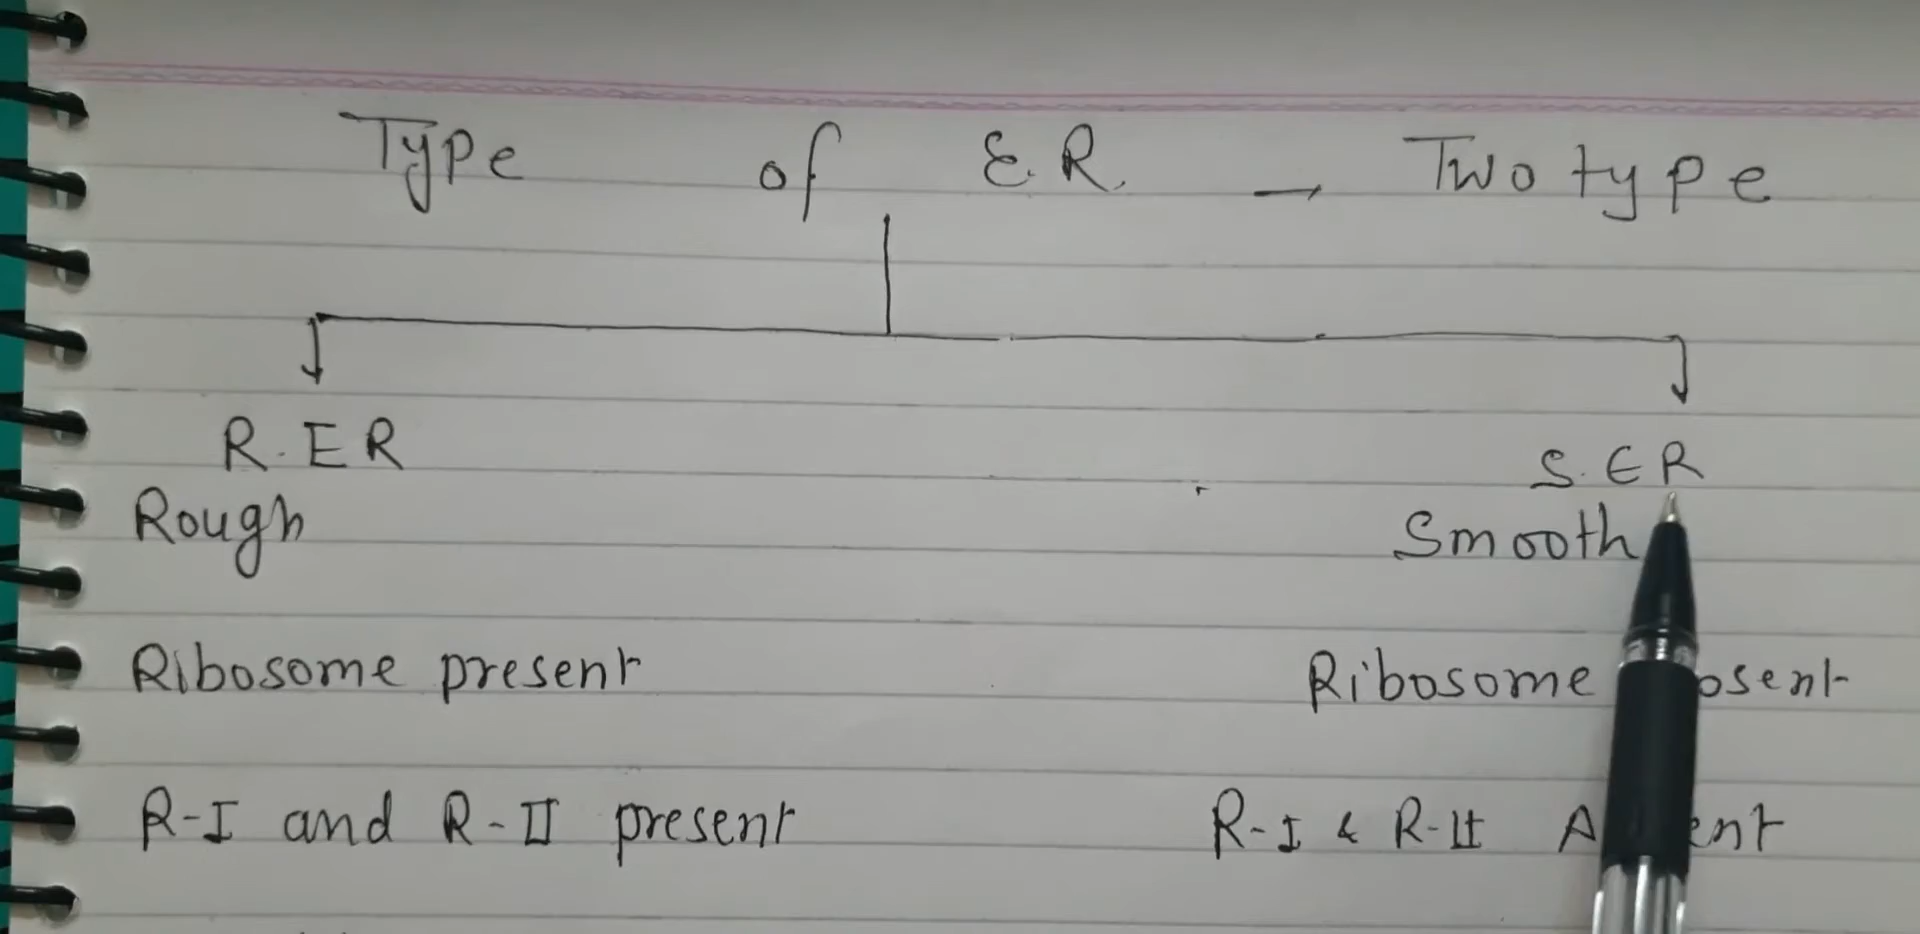 Type of E.R. - Two type
R.ER S.ER
Rough Smooth
Ribosome present Ribosome
R-I and R-II present R-I & R-II